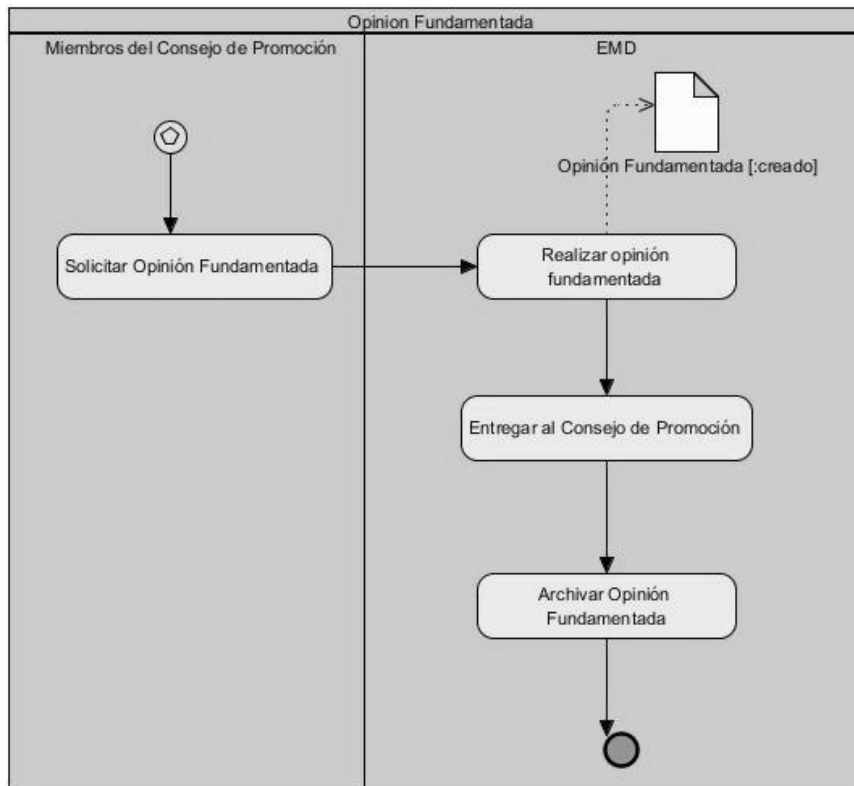 Opinion Fundamentada
Miembros del Consejo de Promoción
EMD
Opinión Fundamentada [:creado]
Solicitar Opinión Fundamentada
Realizar opinión
fundamentada
Entregar al Consejo de Promoción
Archivar Opinión
Fundamentada